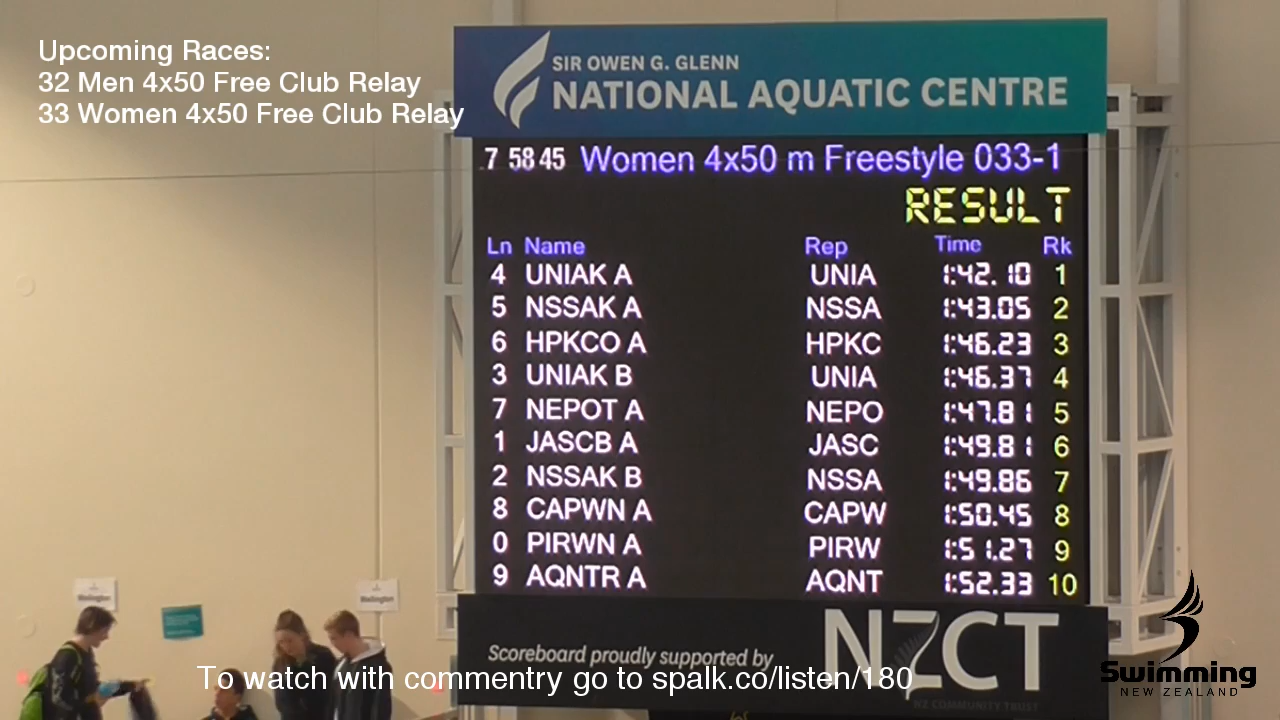 Upcoming Races:
32 Men 4x50 Free Club Relay
33 Women 4x50 Free Club Relay
SIR OWEN G. GLENN
NATIONAL AQUATIC CENTRE
7 58 45 Women 4x50 m Freestyle 033-1
RESULT
Ln Name Rep Time Rk
4 UNIAK A UNIA 1:42.10 1
5 NSSAK A NSSA 1:43.05 2
6 HPKCO A HPKC 1:46.23 3
3 UNIAK B UNIA 1:46.37 4
7 NEPOT A NEPO 1:47.81 5
1 JASCB A JASC 1:49.81 6
2 NSSAK B NSSA 1:49.86 7
8 CAPWN A CAPW 1:50.45 8
0 PIRWN A PIRW 1:51.27 9
9 AQNTR A AQNT 1:52.33 10
Wellington
Wellington
Scoreboard proudly supported by
NZCT
NZ COMMUNITY TRUST
To watch with commentry go to spalk.co/listen/180
Swimming
NEW ZEALAND